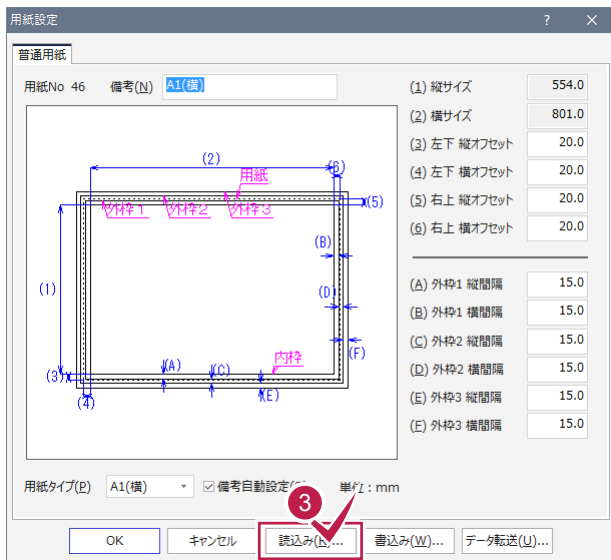 用紙設定 ? ×
普通用紙
用紙No 46 備考(N) A1(横)
(1) 縦サイズ 554.0
(2) 横サイズ 801.0
(3) 左下 縦オフセット 20.0
(4) 左下 横オフセット 20.0
(5) 右上 縦オフセット 20.0
(6) 右上 横オフセット 20.0
(A) 外枠1 縦間隔 15.0
(B) 外枠1 横間隔 15.0
(C) 外枠2 縦間隔 15.0
(D) 外枠2 横間隔 15.0
(E) 外枠3 縦間隔 15.0
(F) 外枠3 横間隔 15.0
(2)
(6)
用紙
(5)
外枠1 外枠2 外枠3
(B)
(1)
(D)
(F)
内枠
(A)
(C)
(3)
(E)
(4)
用紙タイプ(P) A1(横) 備考自動設定 単位 : mm
3
OK キャンセル 読込み(R)... 書込み(W)... データ転送(U)...